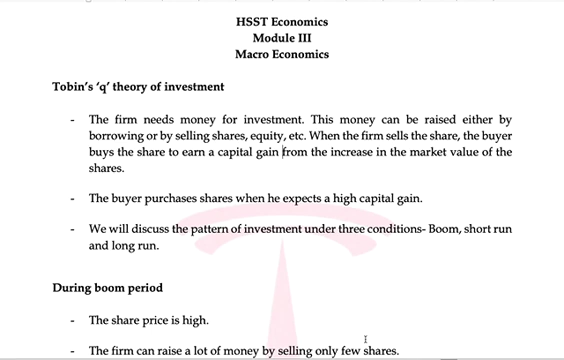 HSST Economics
Module III
Macro Economics
Tobin's 'q' theory of investment
- The firm needs money for investment. This money can be raised either by
borrowing or by selling shares, equity, etc. When the firm sells the share, the buyer
buys the share to earn a capital gain from the increase in the market value of the
shares.
- The buyer purchases shares when he expects a high capital gain.
- We will discuss the pattern of investment under three conditions- Boom, short run
and long run.
During boom period
- The share price is high.
- The firm can raise a lot of money by selling only few shares.